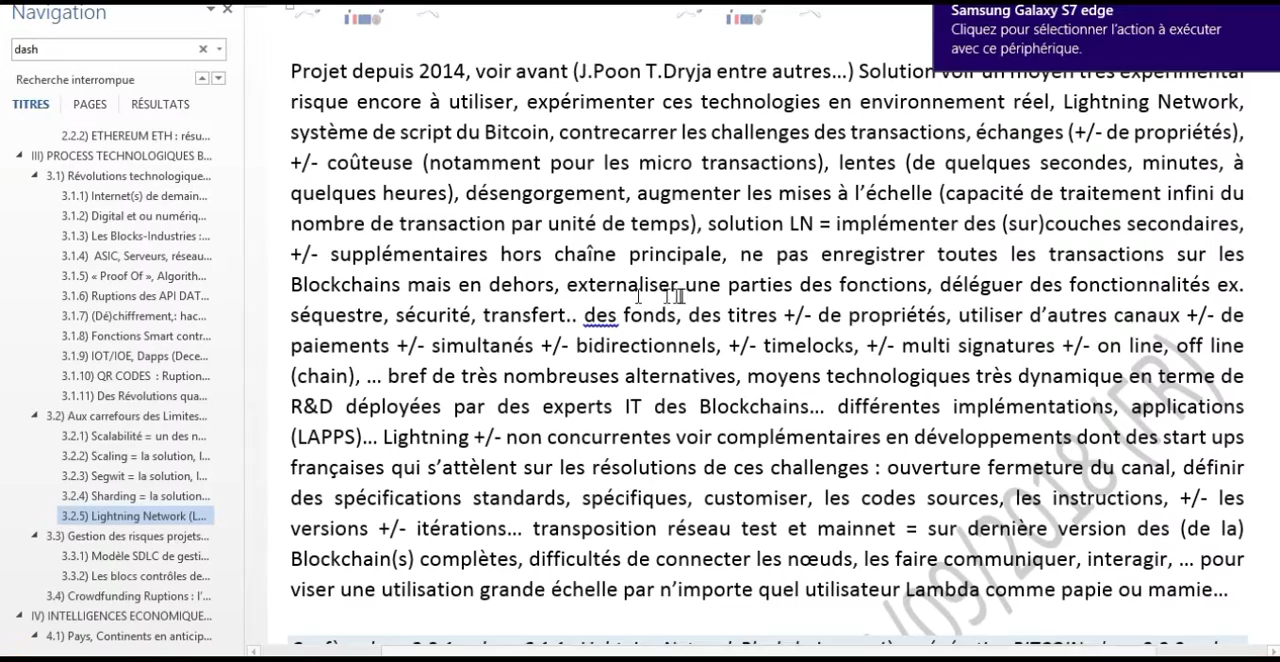 Navigation
dash
Recherche interrompue
TITRES PAGES RÉSULTATS
2.2.2) ETHEREUM ETH : résu...
III) PROCESS TECHNOLOGIQUES B...
3.1) Révolutions technologique...
3.1.1) Internet(s) de demain...
3.1.2) Digital et ou numériq...
3.1.3) Les Blocks-Industries :...
3.1.4) ASIC, Serveurs, réseau...
3.1.5) « Proof Of », Algorith...
3.1.6) Ruptions des API DAT...
3.1.7) (Dé)chiffrement,: hac...
3.1.8) Fonctions Smart contr...
3.1.9) IOT/IOE, Dapps (Dece...
3.1.10) QR CODES : Ruption...
3.1.11) Des Révolutions qua...
3.2) Aux carrefours des Limites...
3.2.1) Scalabilité = un des n...
3.2.2) Scaling = la solution, l...
3.2.3) Segwit = la solution, l...
3.2.4) Sharding = la solution...
3.2.5) Lightning Network (L...
3.3) Gestion des risques projets...
3.3.1) Modèle SDLC de gesti...
3.3.2) Les blocs contrôles de...
3.4) Crowdfunding Ruptions : l'...
IV) INTELLIGENCES ECONOMIQUE...
4.1) Pays, Continents en anticip...
Samsung Galaxy S7 edge
Cliquez pour sélectionner l'action à exécuter
avec ce périphérique.
Projet depuis 2014, voir avant (J.Poon T.Dryja entre autres...) Solution voir un moyen très expérimental
risque encore à utiliser, expérimenter ces technologies en environnement réel, Lightning Network,
système de script du Bitcoin, contrecarrer les challenges des transactions, échanges (+/- de propriétés),
+/- coûteuse (notamment pour les micro transactions), lentes (de quelques secondes, minutes, à
quelques heures), désengorgement, augmenter les mises à l'échelle (capacité de traitement infini du
nombre de transaction par unité de temps), solution LN = implémenter des (sur)couches secondaires,
+/- supplémentaires hors chaîne principale, ne pas enregistrer toutes les transactions sur les
Blockchains mais en dehors, externaliser une parties des fonctions, déléguer des fonctionnalités ex.
séquestre, sécurité, transfert.. des fonds, des titres +/- de propriétés, utiliser d'autres canaux +/- de
paiements +/- simultanés +/- bidirectionnels, +/- timelocks, +/- multi signatures +/- on line, off line
(chain), ... bref de très nombreuses alternatives, moyens technologiques très dynamique en terme de
R&D déployées par des experts IT des Blockchains... différentes implémentations, applications
(LAPPS)... Lightning +/- non concurrentes voir complémentaires en développements dont des start ups
françaises qui s'attèlent sur les résolutions de ces challenges : ouverture fermeture du canal, définir
des spécifications standards, spécifiques, customiser, les codes sources, les instructions, +/- les
versions +/- itérations... transposition réseau test et mainnet = sur dernière version des (de la)
Blockchain(s) complètes, difficultés de connecter les nœuds, les faire communiquer, interagir, ... pour
viser une utilisation grande échelle par n'importe quel utilisateur Lambda comme papie ou mamie...
/09/2018 (FR)